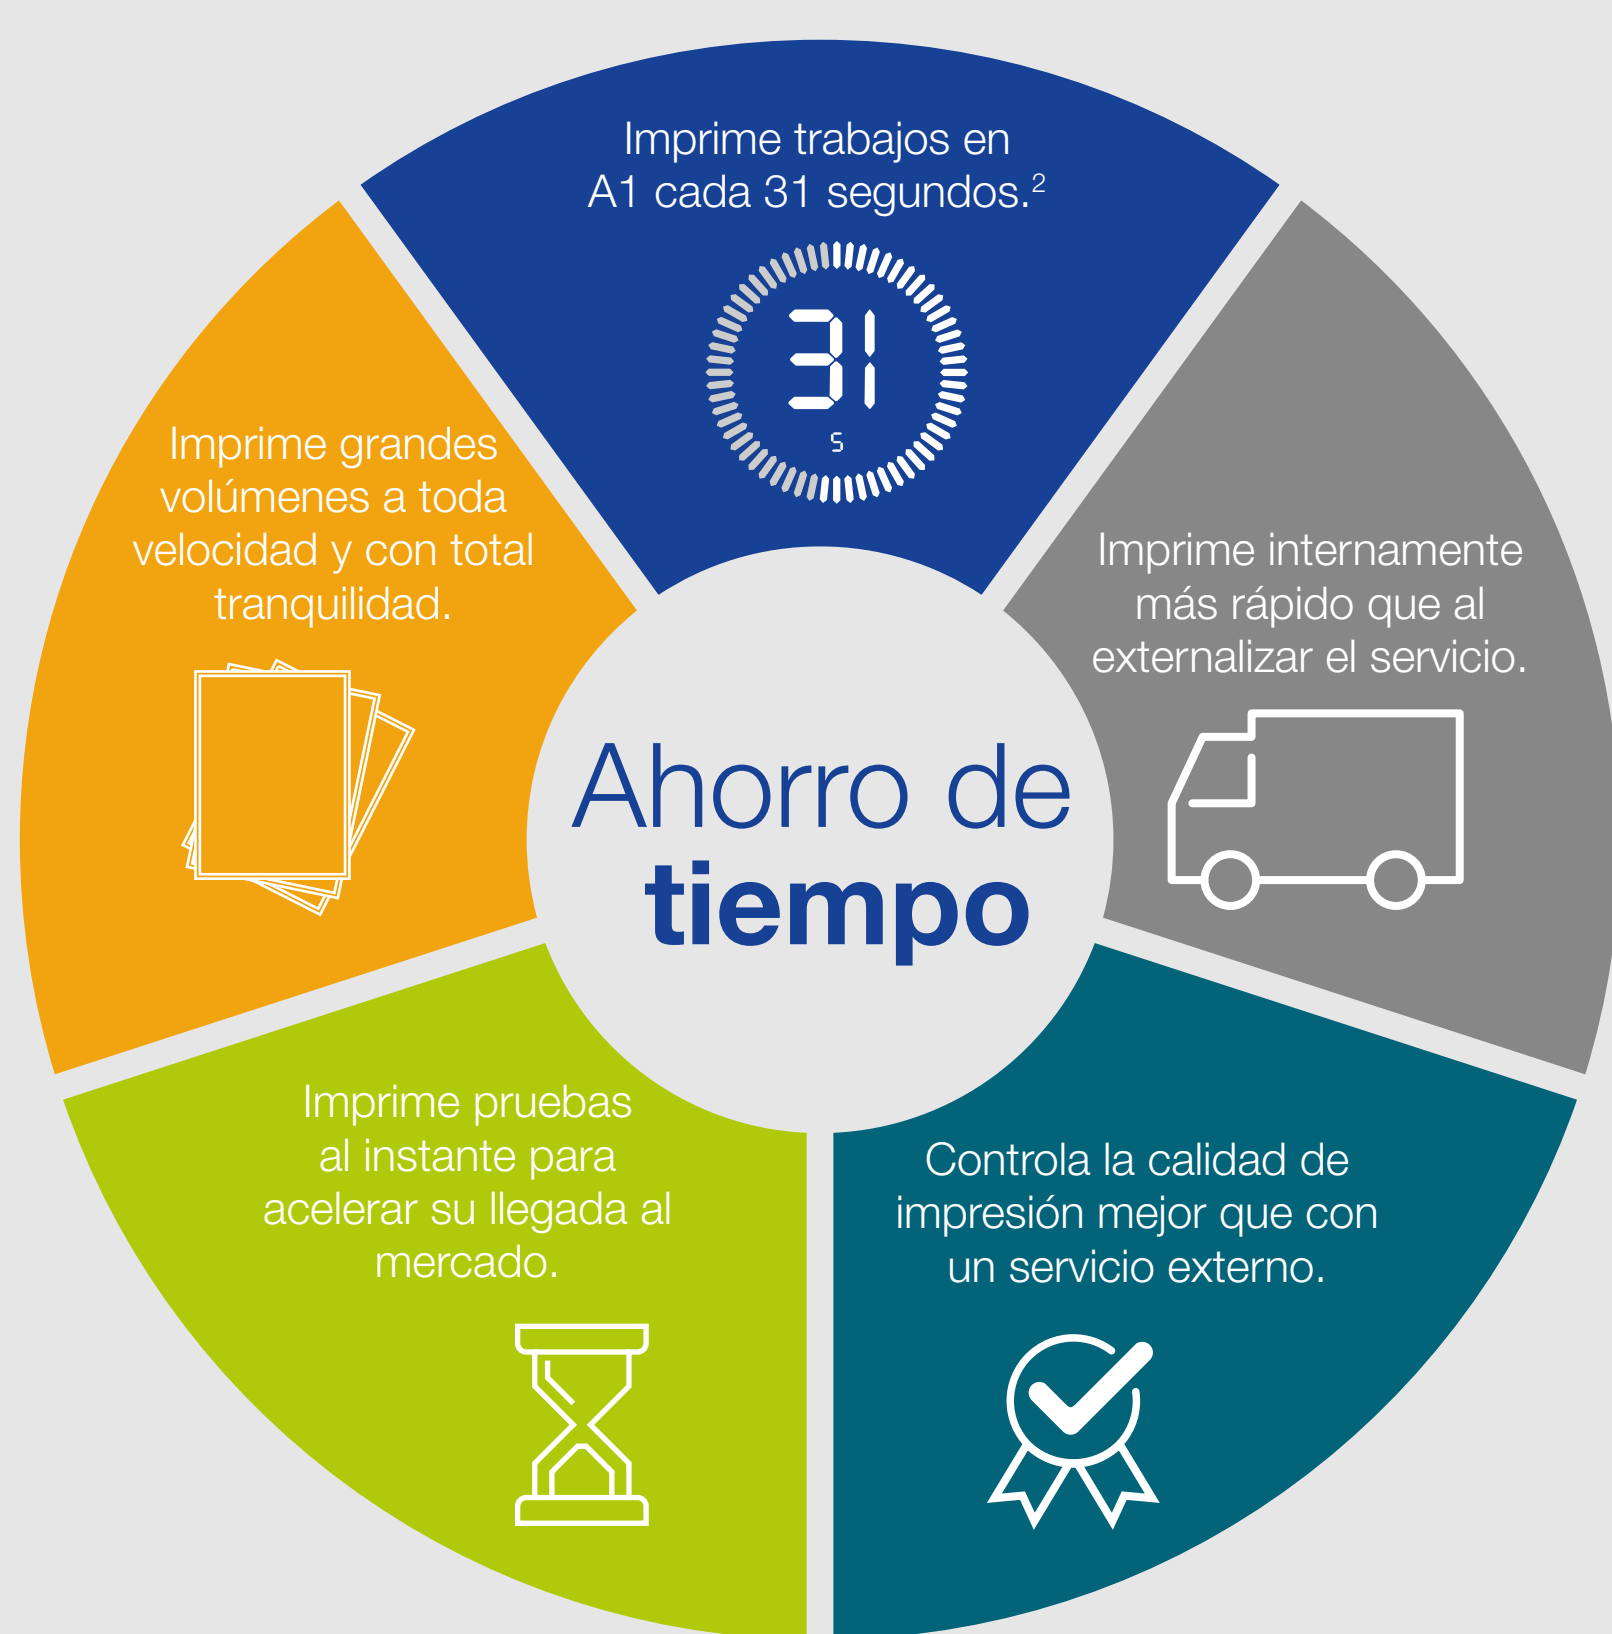 Imprime trabajos en
A1 cada 31 segundos.²
31
s
Imprime internamente
más rápido que al
externalizar el servicio.
Controla la calidad de
impresión mejor que con
un servicio externo.
Imprime pruebas
al instante para
acelerar su llegada al
mercado.
Imprime grandes
volúmenes a toda
velocidad y con total
tranquilidad.
Ahorro de
tiempo